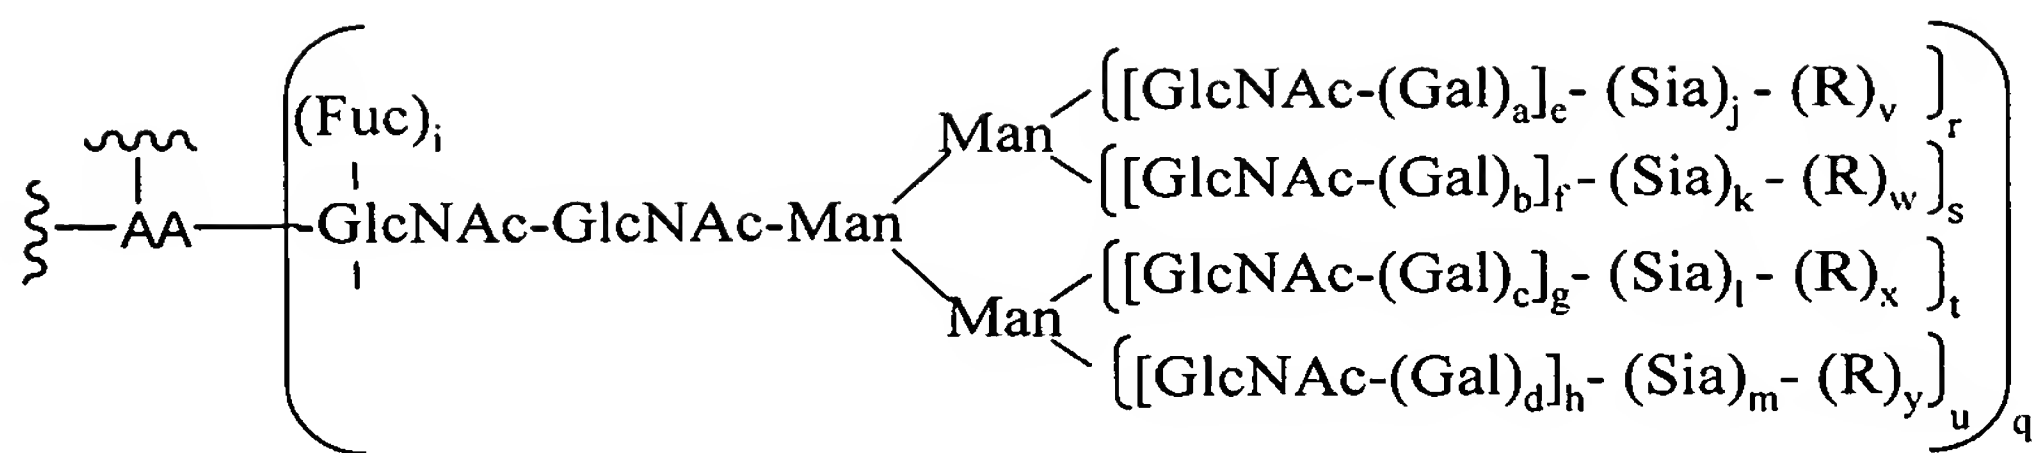 (Fuc)i
AA
GlcNAc-GlcNAc-Man
Man
Man
{[GlcNAc-(Gal)a]e- (Sia)j - (R)v }r
{[GlcNAc-(Gal)b]f- (Sia)k - (R)w}s
{[GlcNAc-(Gal)c]g- (Sia)l - (R)x }t
{[GlcNAc-(Gal)d]h- (Sia)m- (R)y}u
q